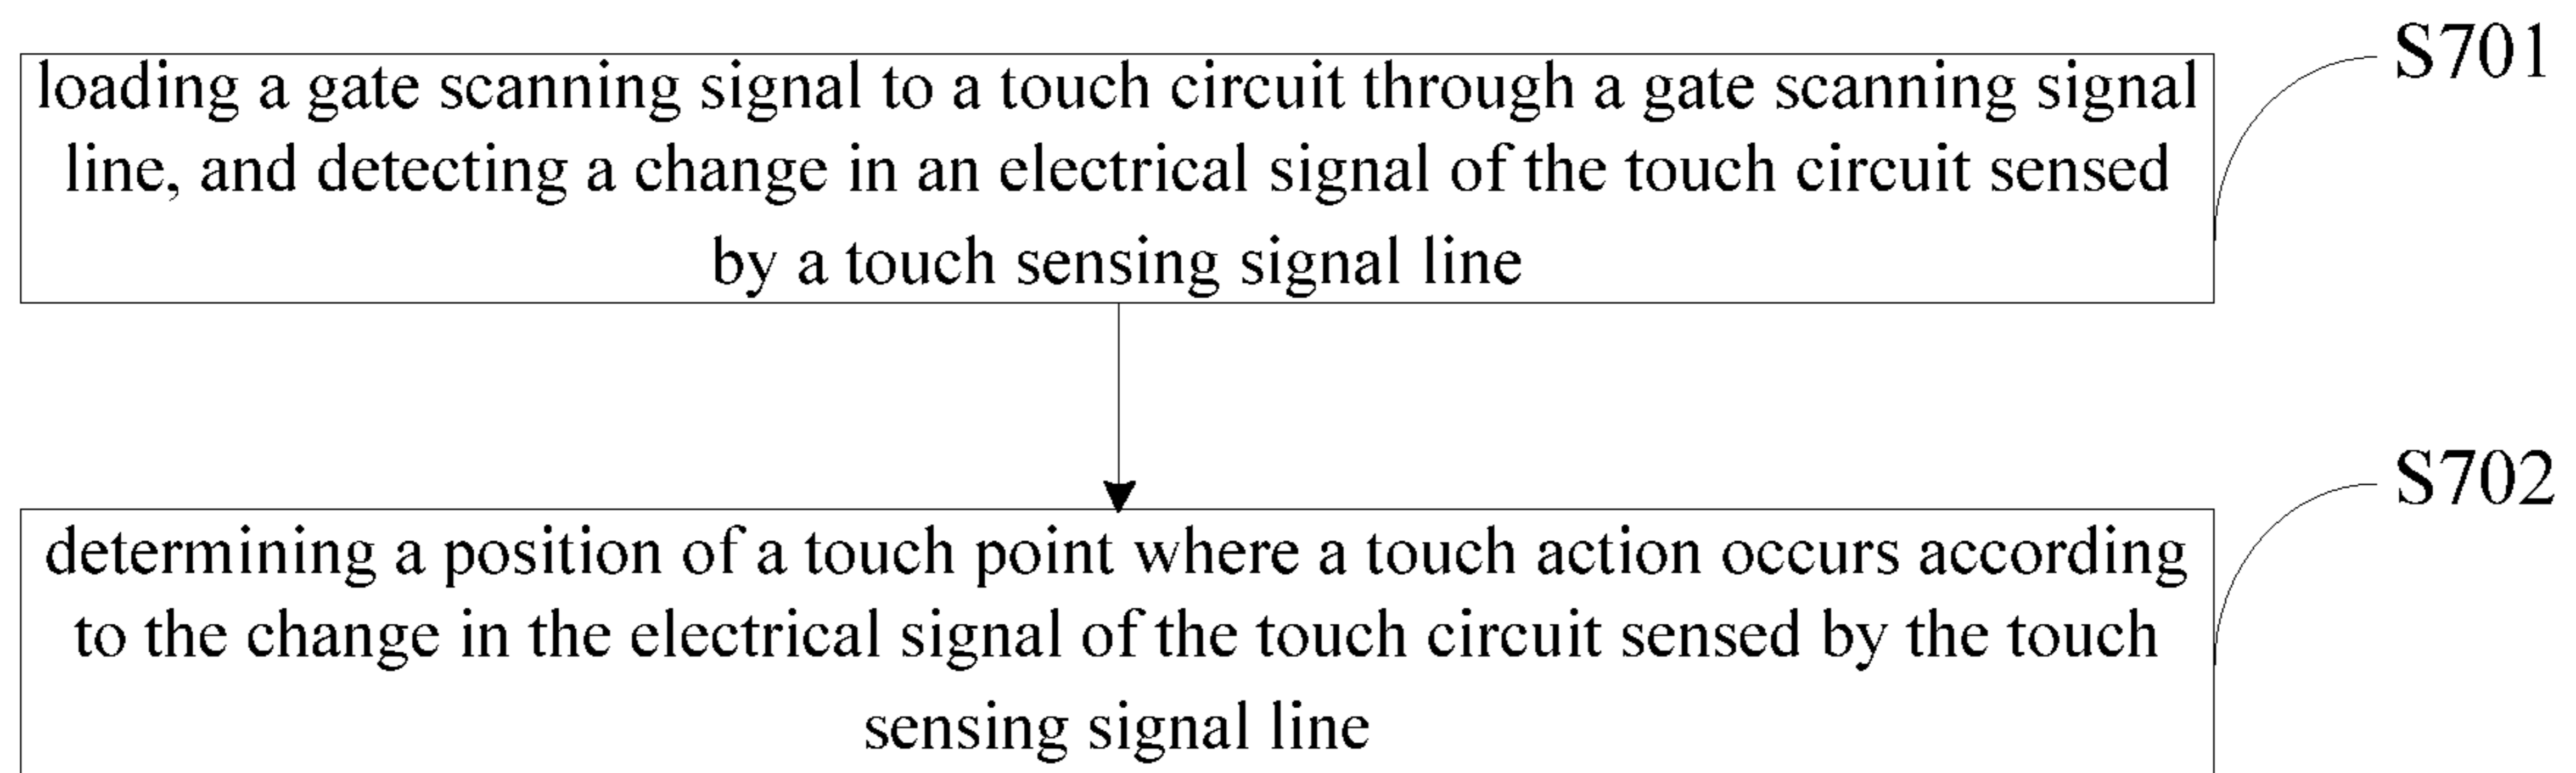 S701
loading a gate scanning signal to a touch circuit through a gate scanning signal
line, and detecting a change in an electrical signal of the touch circuit sensed
by a touch sensing signal line
S702
determining a position of a touch point where a touch action occurs according
to the change in the electrical signal of the touch circuit sensed by the touch
sensing signal line